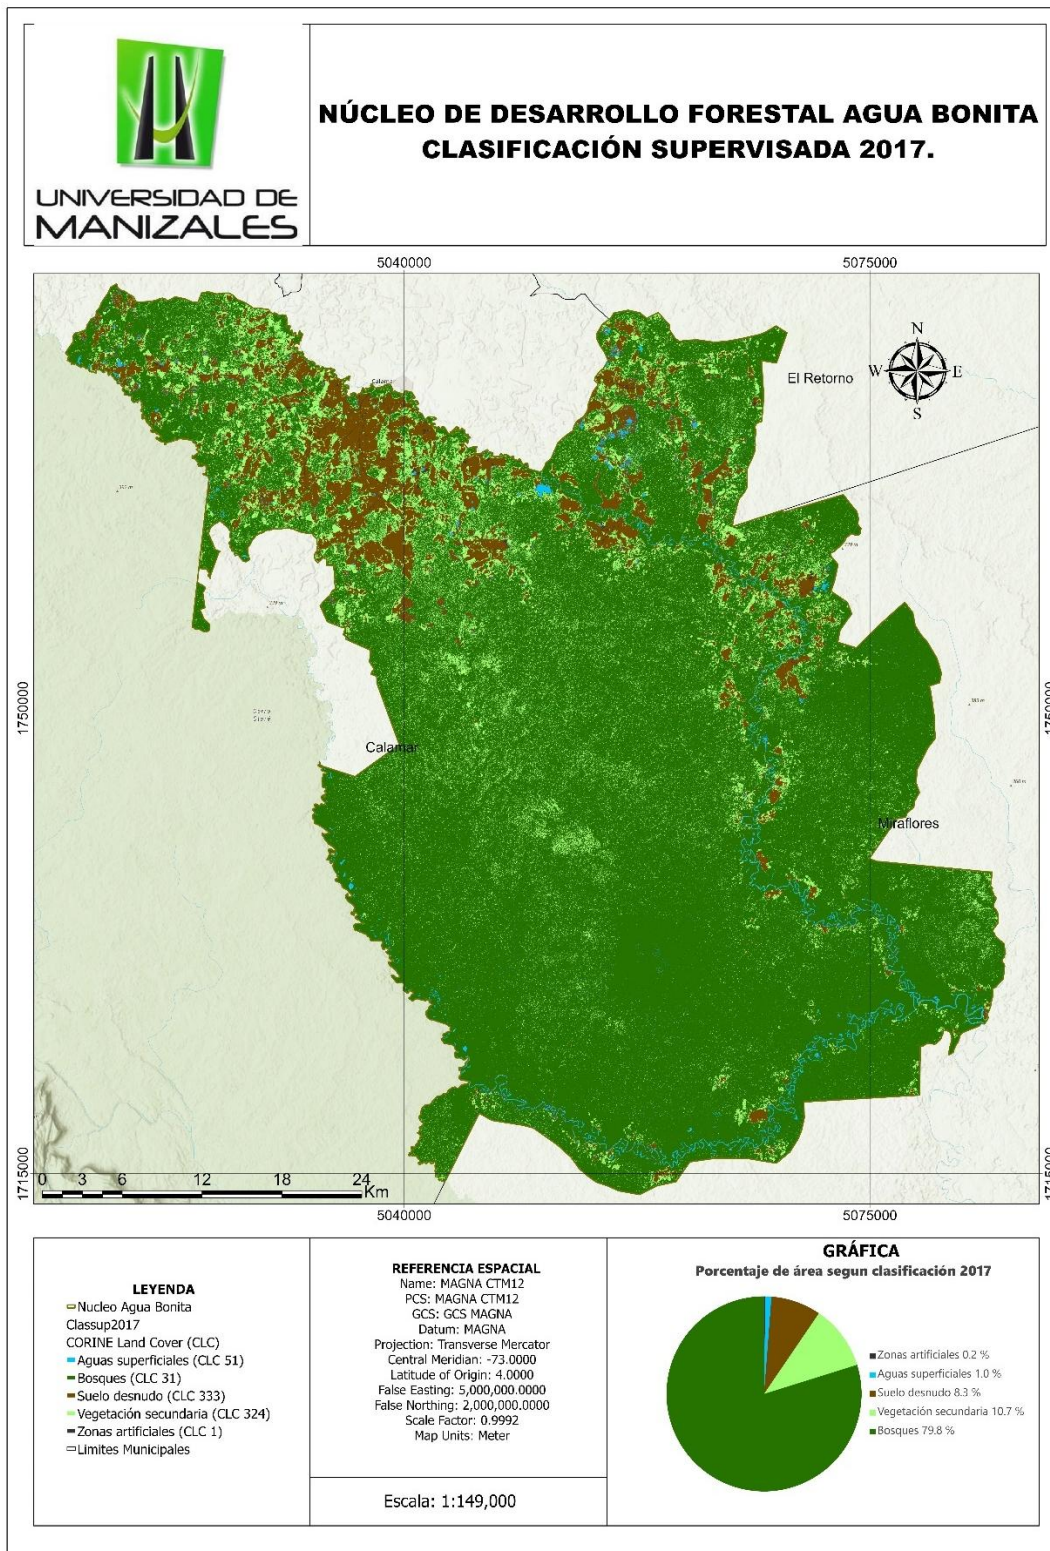 UNIVERSIDAD DE
MANIZALES
NÚCLEO DE DESARROLLO FORESTAL AGUA BONITA
CLASIFICACIÓN SUPERVISADA 2017.
5040000
5075000
N
W
E
S
El Retorno
1750000
1750000
Calamar
Miraflores
1715000
1715000
0 3 6 12 18 24
Km
5040000
5075000
LEYENDA
Nucleo Agua Bonita
Classup2017
CORINE Land Cover (CLC)
Aguas superficiales (CLC 51)
Bosques (CLC 31)
Suelo desnudo (CLC 333)
Vegetación secundaria (CLC 324)
Zonas artificiales (CLC 1)
Limites Municipales
REFERENCIA ESPACIAL
Name: MAGNA CTM12
PCS: MAGNA CTM12
GCS: GCS MAGNA
Datum: MAGNA
Projection: Transverse Mercator
Central Meridian: -73.0000
Latitude of Origin: 4.0000
False Easting: 5,000,000.0000
False Northing: 2,000,000.0000
Scale Factor: 0.9992
Map Units: Meter
Escala: 1:149,000
GRÁFICA
Porcentaje de área segun clasificación 2017
Zonas artificiales 0.2 %
Aguas superficiales 1.0 %
Suelo desnudo 8.3 %
Vegetación secundaria 10.7 %
Bosques 79.8 %